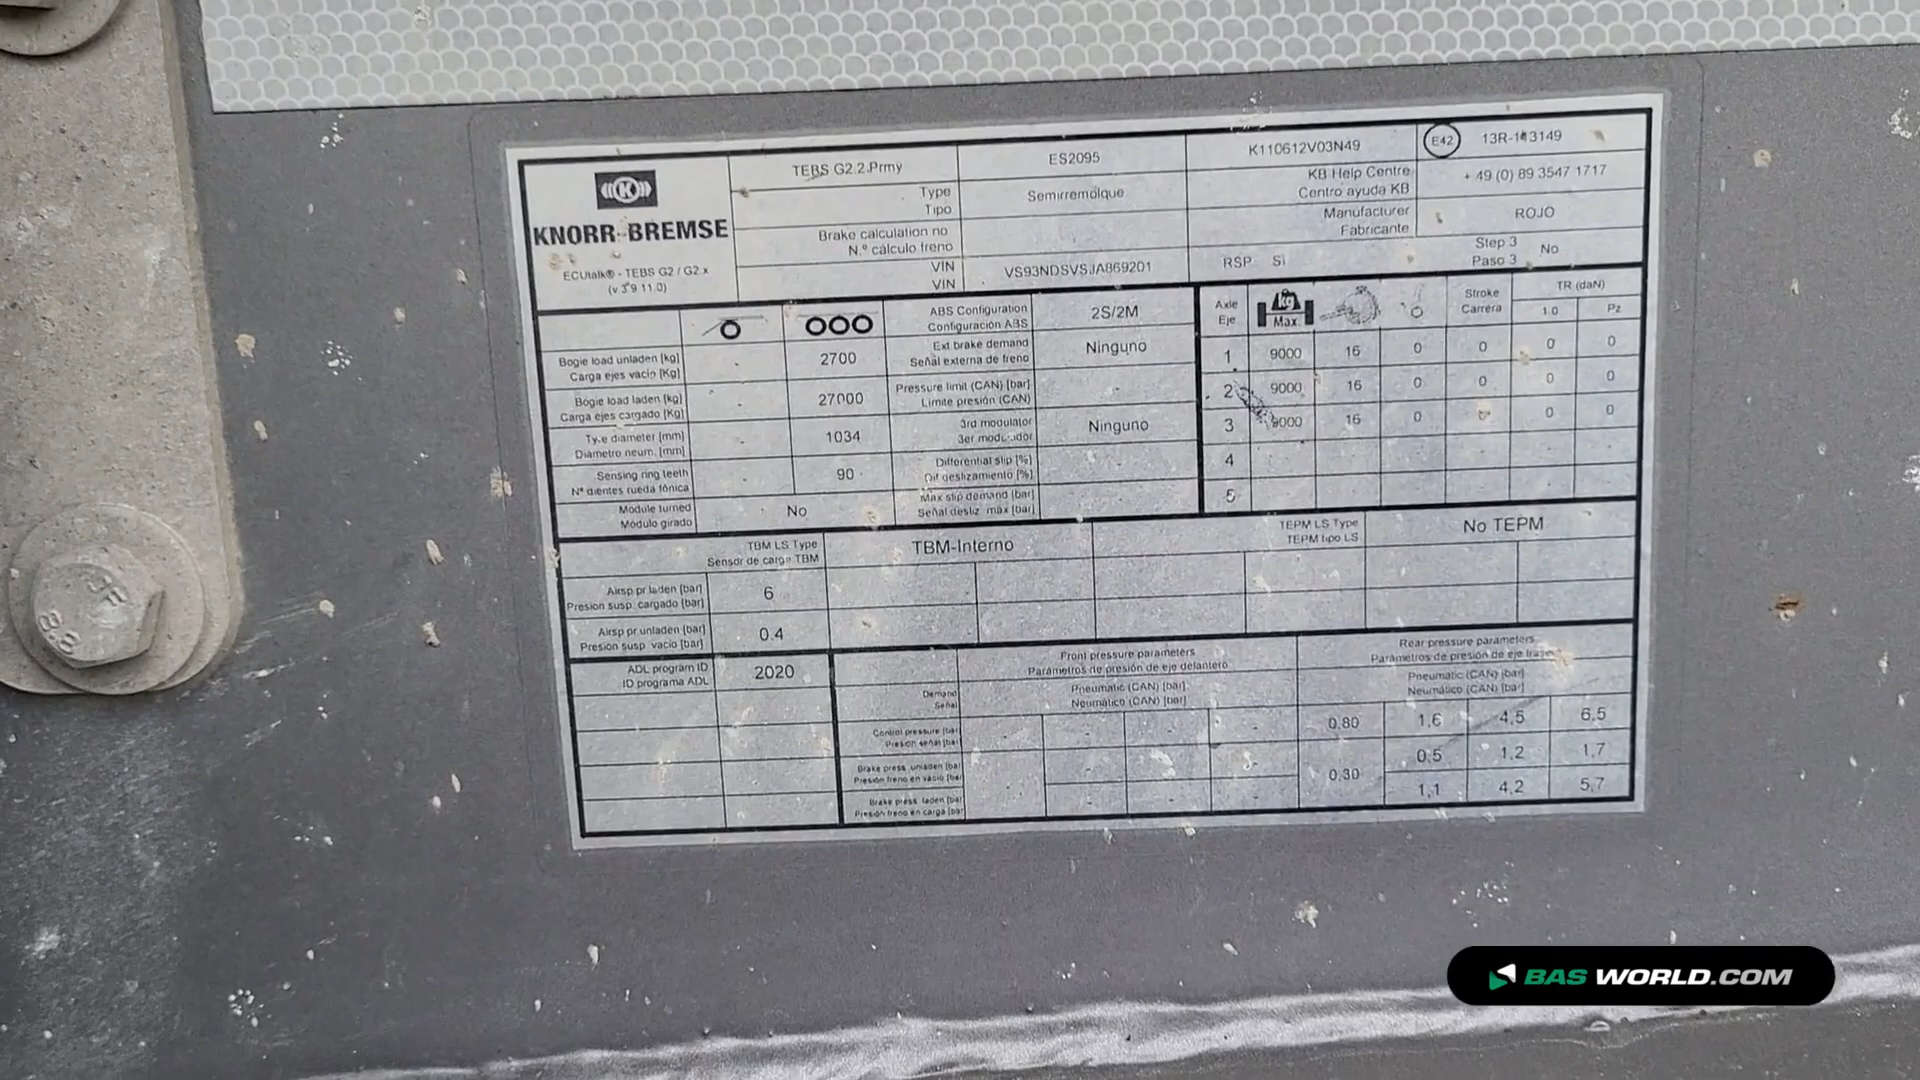 KNORR-BREMSE
ECUtalk® - TEBS G2 / G2.x
(v 3 9 11.0)
TEBS G2.2 Prmy
ES2095
K110612V03N49
E42
13R-113149
Type
Tipo
Semirremolque
KB Help Centre
Centro ayuda KB
+ 49 (0) 89 3547 1717
Brake calculation no
N.º cálculo freno
Manufacturer
Fabricante
ROJO
VIN
VIN
VS93NDSVSJA869201
RSP Si
Step 3
Paso 3
No
Bogie load unladen [kg]
Carga ejes vacio [Kg]
- 2700
Bogie load laden [kg]
Carga ejes cargado [Kg]
- 27000
diameter [mm]
Diámetro neum. [mm]
- 1034
Sensing ring teeth
Nº dientes rueda fónica
- 90
Module turned
Módulo girado
No
ABS Configuration
Configuración ABS
2S/2M
Ext brake demand
Señal externa de freno
Ninguno
Pressure limit (CAN) [bar]
Limite presión (CAN)
-
3rd modulator
3er
Ninguno
Differential slip [%]
Dif deslizamiento [%]
-
Max slip demand [bar]
Señal desliz máx [bar]
-
Axle
Eje
kg
Max.
Stroke
Carrera
TR (daN)
1.0 Pz
1 9000 16 0 0 0 0
2 9000 16 0 0 0 0
3 9000 16 0 0 0 0
4 - - - - - -
5
TBM LS Type
Sensor de carga TBM
TBM-Interno
TEPM LS Type
TEPM tipo LS
No TEPM
Airsp pr laden [bar]
Presion susp. cargado [bar]
6
Airsp pr unladen [bar]
Presion susp. vacio [bar]
0.4
ADL program ID
ID programa ADL
2020
Front pressure parameters
Parámetros de presión de eje delantero
Rear pressure parameters
Parámetros de presión de eje
Demand
Señal
Pneumatic (CAN) [bar]
Neumático (CAN) [bar]
Pneumatic (CAN) [bar]
Neumático (CAN) [bar]
Control pressure [bar]
Presión señal [bar]
- - - - 0,80 1,6 4,5 6,5
Brake press. unladen [bar]
Presión freno en vacío [bar]
- - - - 0,30 0,5 1,2 1,7
Brake press. laden [bar]
Presión freno en carga [bar]
- - - 1,1 4,2 5,7
8.8
BAS WORLD.COM